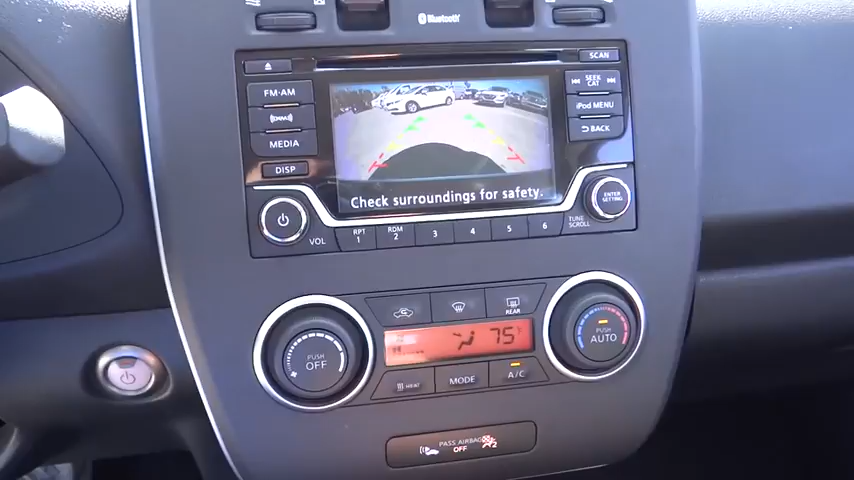 Bluetooth
SCAN
FM·AM
SEEK
CAT
iPod MENU
MEDIA
BACK
DISP
Check surroundings for safety.
ENTER
SETTING
VOL
RPT
1
RDM
2
3
4
5
6
TUNE
SCROLL
REAR
PUSH
OFF
75°F
PUSH
AUTO
HEAT
MODE
A/C
PASS AIRBAG
OFF
2